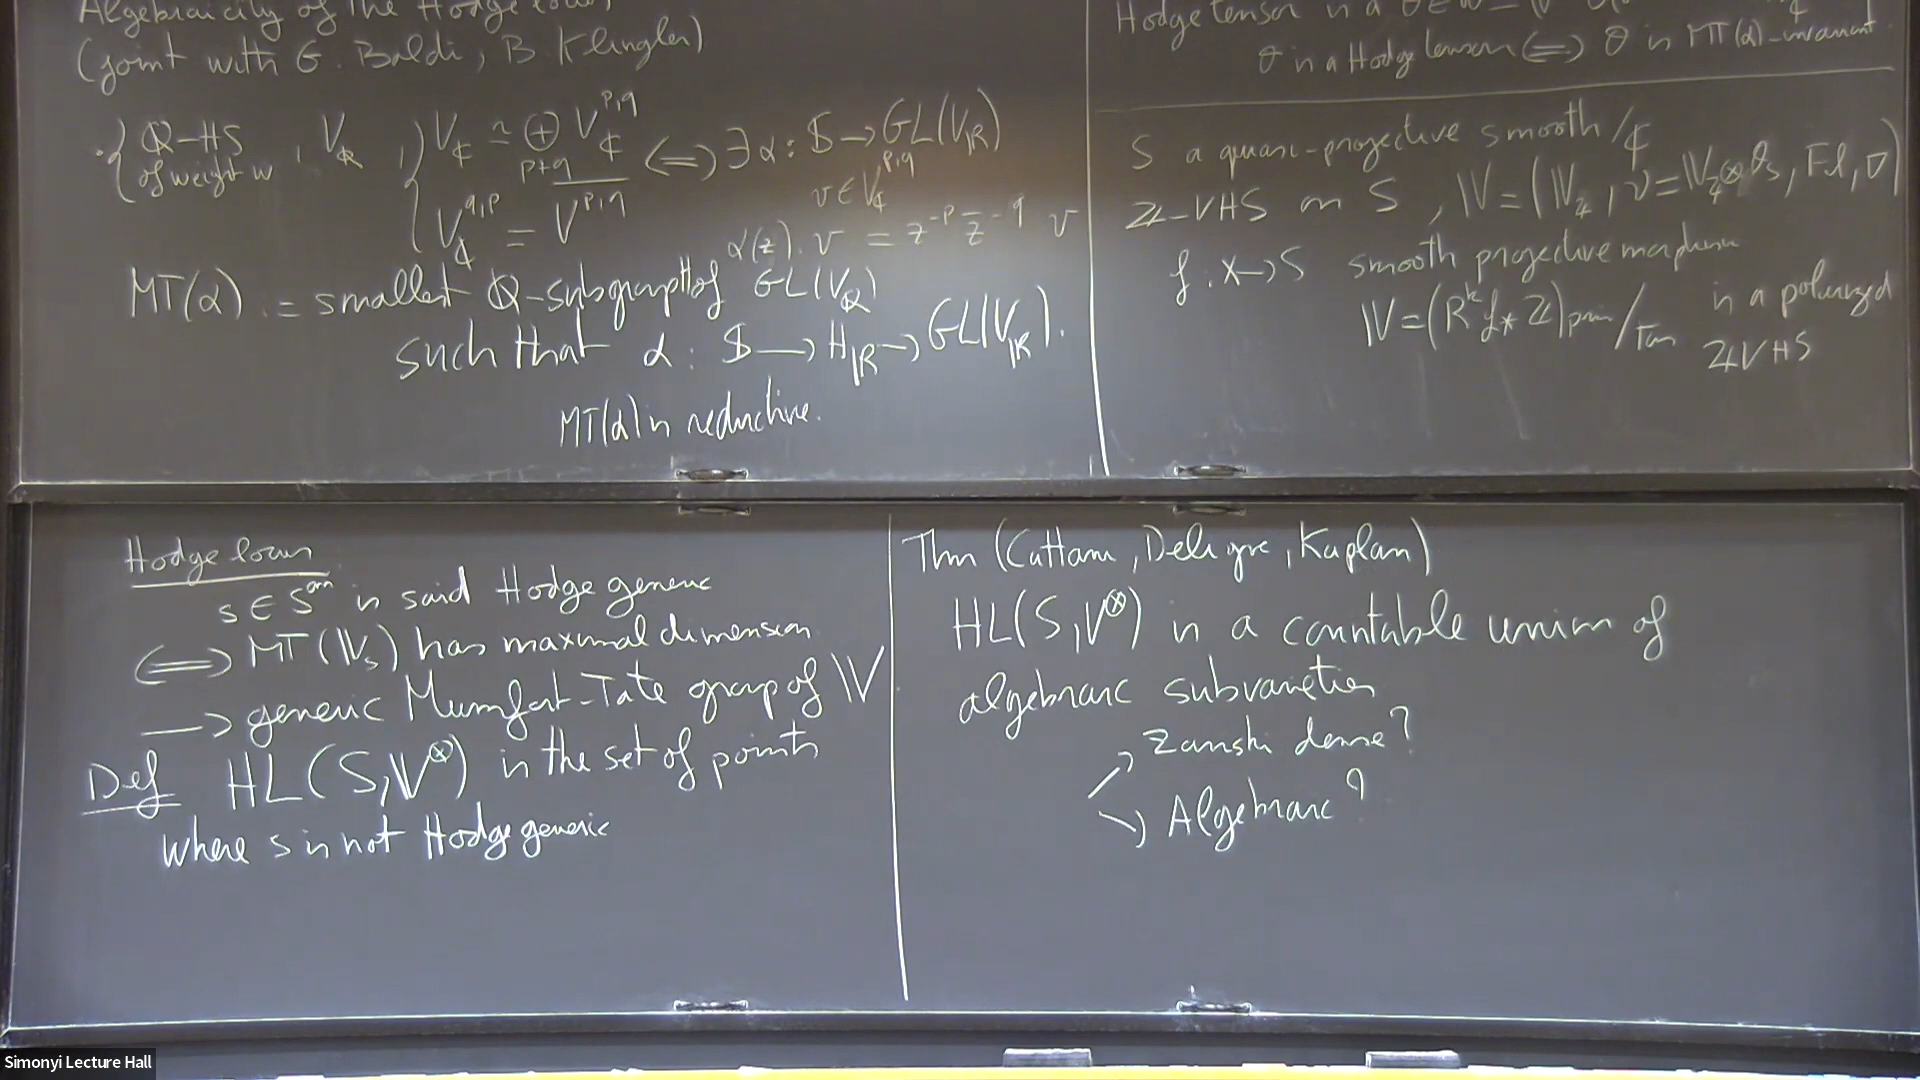 Algebraicity of the Hodge locus
(joint with G. Baldi, B. Klingler)
Q-HS of weight w, V_Q, V_C ≃ ⊕_{p+q} V_C^{p,q} <=> ∃ α: S → GL(V_R)
V_C^{q,p} = \overline{V^{p,q}}
v ∈ V_C^{p,q}
α(z). v = z^{-p} \bar{z}^{-q} v
MT(α) := smallest Q-subgroup H of GL(V_Q)
such that α: S → H_{|R} → GL(V_{|R}).
MT(α) is reductive.
Hodge tensor is a θ ∈
θ is a Hodge tensor <=> θ is MT(α)-invariant.
S a quasi-projective smooth /C
Z-VHS on S, V = (V_Z, V = V_Z ⊗ O_S, Fil, ∇)
f: X → S smooth projective morphism
V = (R^k f_* Z)_{prim} / Tors is a polarized
ZVHS
Hodge locus
s ∈ S^{an} is said Hodge generic
<=> MT(V_s) has maximal dimension
→ generic Mumford-Tate group of V
Def HL(S, V^⊗) is the set of points
where s is not Hodge generic
Thm (Cattani, Deligne, Kaplan)
HL(S, V^⊗) is a countable union of
algebraic subvarieties
↗ Zariski dense?
↘ Algebraic?
Simonyi Lecture Hall